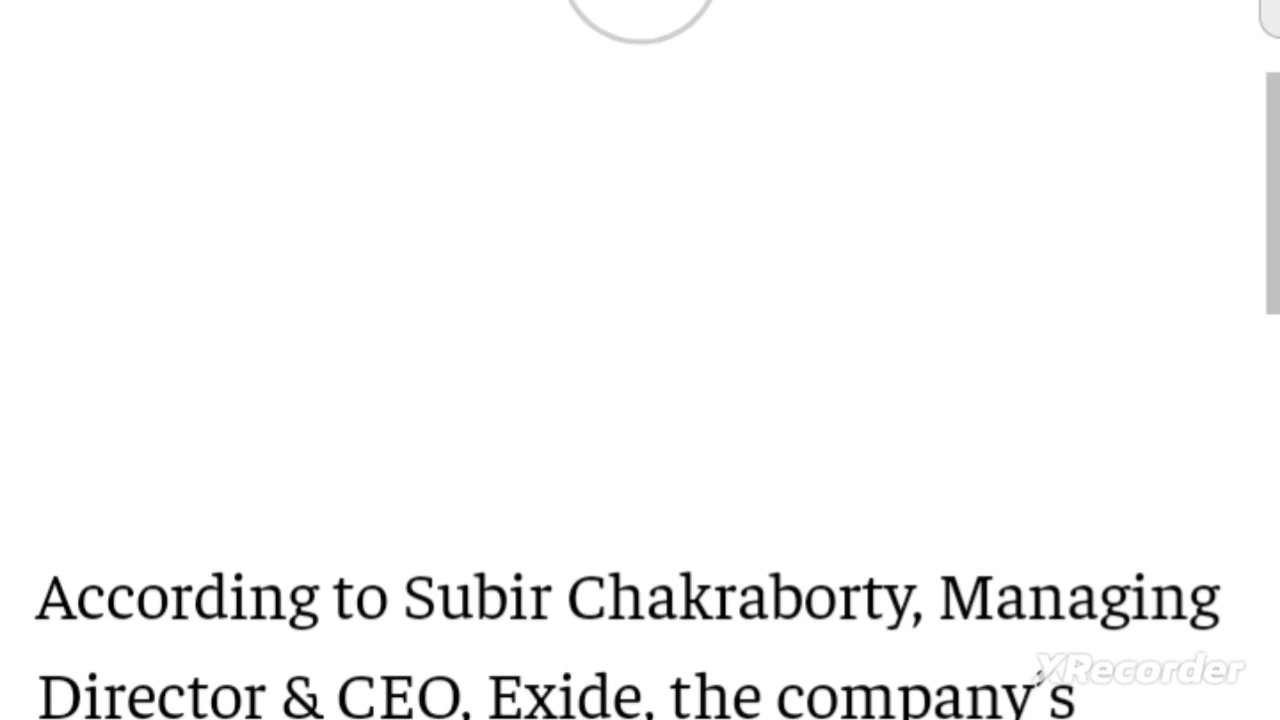 According to Subir Chakraborty, Managing
XRecorder
Director & CEO, Exide, the company's